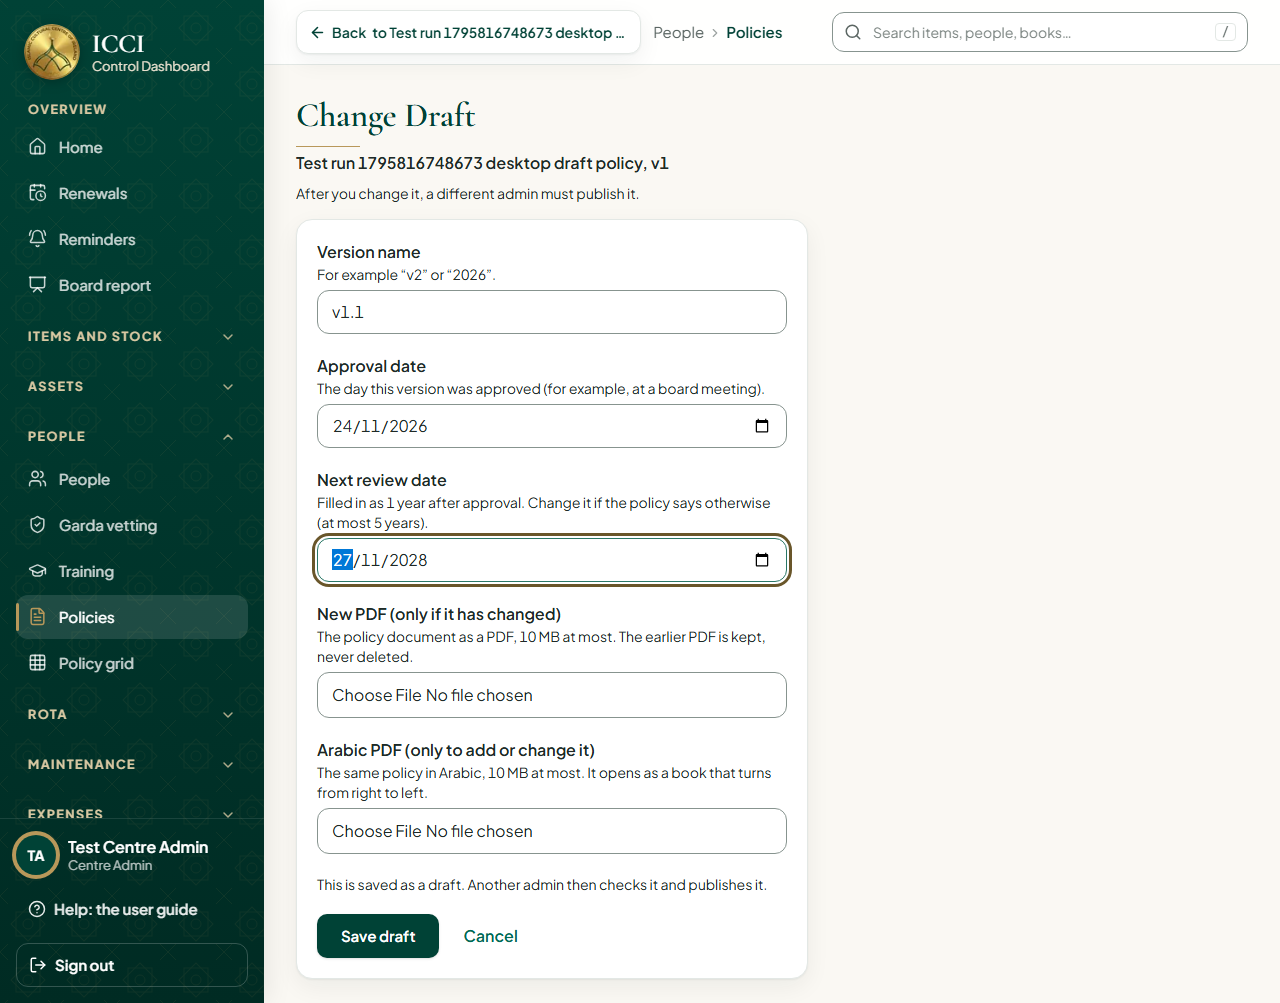 ICCI
Control Dashboard
OVERVIEW
Home
Renewals
Reminders
Board report
ITEMS AND STOCK
ASSETS
PEOPLE
People
Garda vetting
Training
Policies
Policy grid
ROTA
MAINTENANCE
EXPENSES
TA
Test Centre Admin
Centre Admin
Help: the user guide
Sign out
Back to Test run 1795816748673 desktop ...
People > Policies
Search items, people, books...
/
Change Draft
Test run 1795816748673 desktop draft policy, v1
After you change it, a different admin must publish it.
Version name
For example “v2” or “2026”.
v1.1
Approval date
The day this version was approved (for example, at a board meeting).
24/11/2026
Next review date
Filled in as 1 year after approval. Change it if the policy says otherwise
(at most 5 years).
27/11/2028
New PDF (only if it has changed)
The policy document as a PDF, 10 MB at most. The earlier PDF is kept,
never deleted.
Choose File No file chosen
Arabic PDF (only to add or change it)
The same policy in Arabic, 10 MB at most. It opens as a book that turns
from right to left.
Choose File No file chosen
This is saved as a draft. Another admin then checks it and publishes it.
Save draft
Cancel